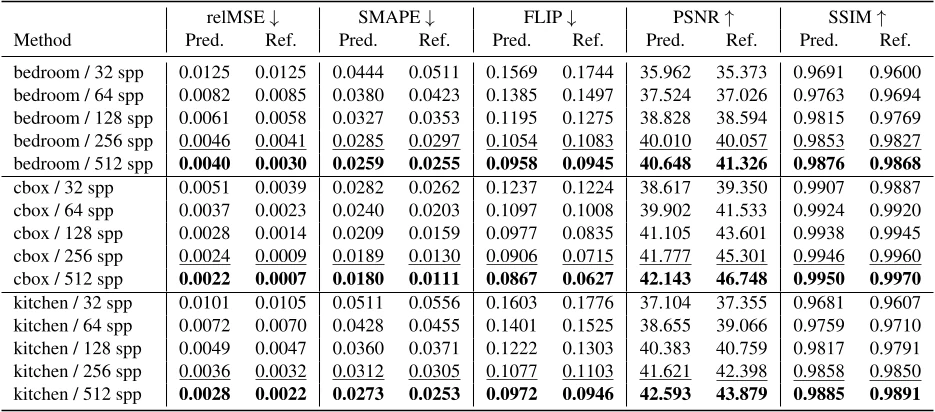 relMSE ↓ SMAPE ↓ FLIP ↓ PSNR ↑ SSIM ↑
Method Pred. Ref. Pred. Ref. Pred. Ref. Pred. Ref. Pred. Ref.
bedroom / 32 spp 0.0125 0.0125 0.0444 0.0511 0.1569 0.1744 35.962 35.373 0.9691 0.9600
bedroom / 64 spp 0.0082 0.0085 0.0380 0.0423 0.1385 0.1497 37.524 37.026 0.9763 0.9694
bedroom / 128 spp 0.0061 0.0058 0.0327 0.0353 0.1195 0.1275 38.828 38.594 0.9815 0.9769
bedroom / 256 spp 0.0046 0.0041 0.0285 0.0297 0.1054 0.1083 40.010 40.057 0.9853 0.9827
bedroom / 512 spp 0.0040 0.0030 0.0259 0.0255 0.0958 0.0945 40.648 41.326 0.9876 0.9868
cbox / 32 spp 0.0051 0.0039 0.0282 0.0262 0.1237 0.1224 38.617 39.350 0.9907 0.9887
cbox / 64 spp 0.0037 0.0023 0.0240 0.0203 0.1097 0.1008 39.902 41.533 0.9924 0.9920
cbox / 128 spp 0.0028 0.0014 0.0209 0.0159 0.0977 0.0835 41.105 43.601 0.9938 0.9945
cbox / 256 spp 0.0024 0.0009 0.0189 0.0130 0.0906 0.0715 41.777 45.301 0.9946 0.9960
cbox / 512 spp 0.0022 0.0007 0.0180 0.0111 0.0867 0.0627 42.143 46.748 0.9950 0.9970
kitchen / 32 spp 0.0101 0.0105 0.0511 0.0556 0.1603 0.1776 37.104 37.355 0.9681 0.9607
kitchen / 64 spp 0.0072 0.0070 0.0428 0.0455 0.1401 0.1525 38.655 39.066 0.9759 0.9710
kitchen / 128 spp 0.0049 0.0047 0.0360 0.0371 0.1222 0.1303 40.383 40.759 0.9817 0.9791
kitchen / 256 spp 0.0036 0.0032 0.0312 0.0305 0.1077 0.1103 41.621 42.398 0.9858 0.9850
kitchen / 512 spp 0.0028 0.0022 0.0273 0.0253 0.0972 0.0946 42.593 43.879 0.9885 0.9891